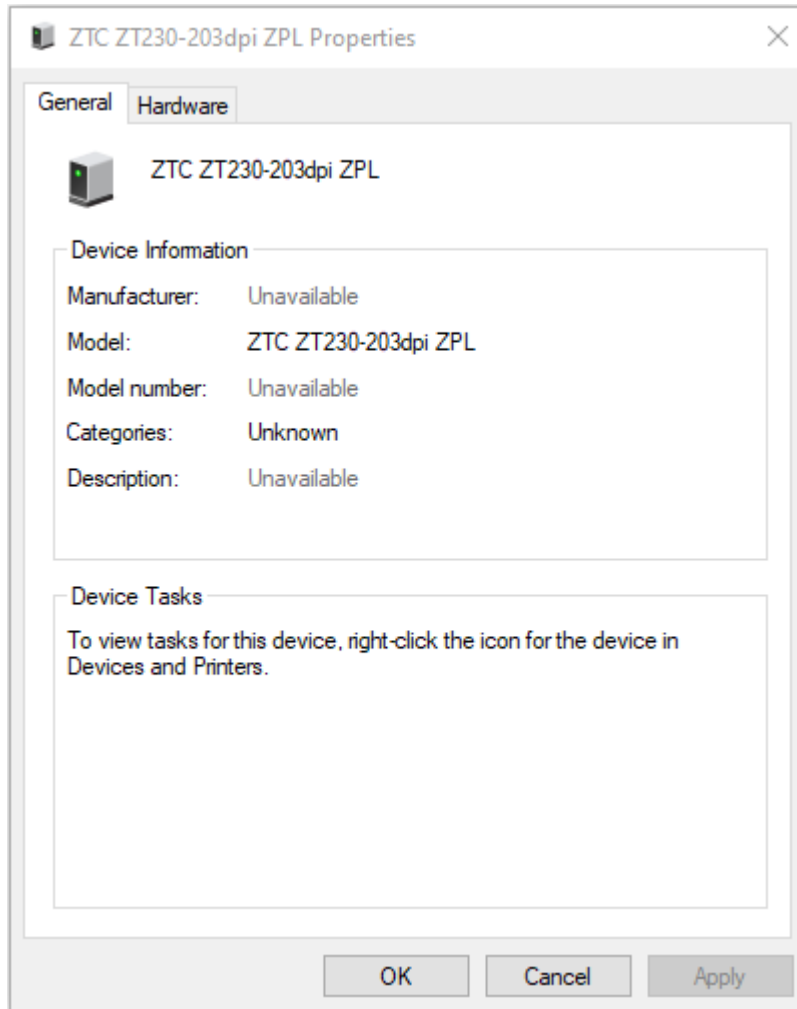 ZTC ZT230-203dpi ZPL Properties
General Hardware
ZTC ZT230-203dpi ZPL
Device Information
Manufacturer: Unavailable
Model: ZTC ZT230-203dpi ZPL
Model number: Unavailable
Categories: Unknown
Description: Unavailable
Device Tasks
To view tasks for this device, right-click the icon for the device in
Devices and Printers.
OK Cancel Apply